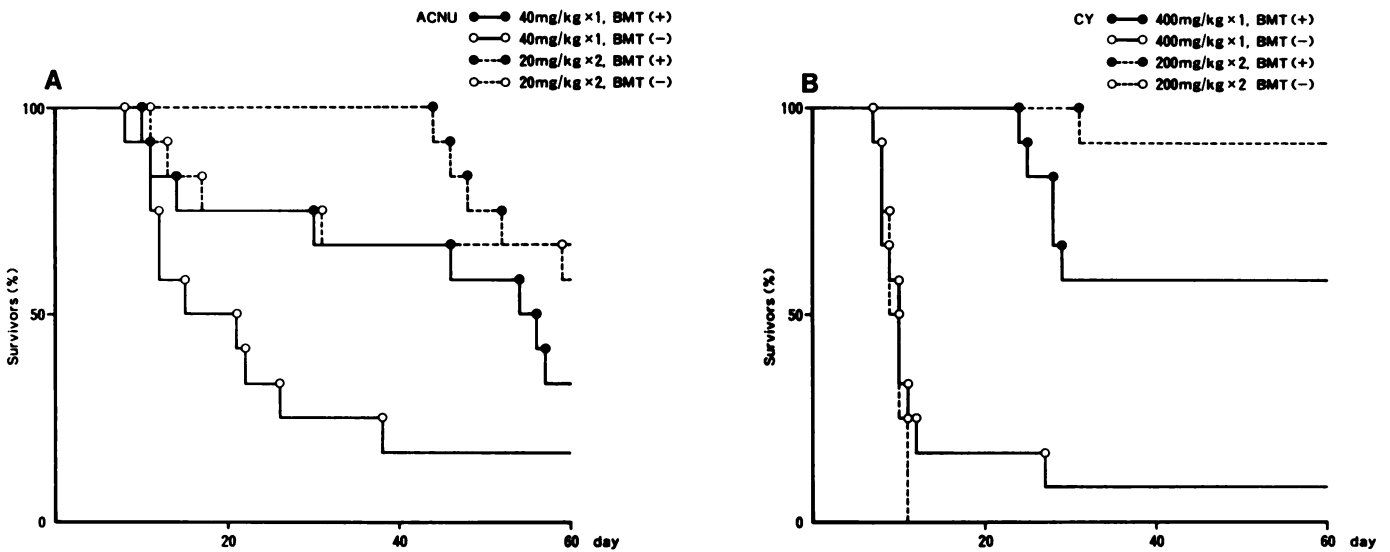 ACNU
40mg/kg×1, BMT(+)
40mg/kg×1, BMT(−)
20mg/kg×2, BMT(+)
20mg/kg×2, BMT(−)
A
Survivors (%)
100
50
0
20
40
60
day
CY
400mg/kg×1, BMT(+)
400mg/kg×1, BMT(−)
200mg/kg×2, BMT(+)
200mg/kg×2 BMT(−)
B
Survivors (%)
100
50
0
20
40
60
day